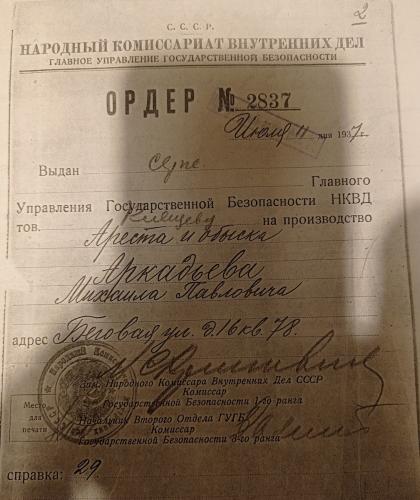 2
С. С. С. Р.
НАРОДНЫЙ КОМИССАРИАТ ВНУТРЕННИХ ДЕЛ
ГЛАВНОЕ УПРАВЛЕНИЕ ГОСУДАРСТВЕННОЙ БЕЗОПАСНОСТИ
ОРДЕР № 2837
Июля 11 дня 1937 г.
Выдан
Главного
Управления Государственной Безопасности НКВД
тов. на производство
Ареста и обыска
Аркадьева
Михаила Павловича
адрес Беговая ул. д. 16 кв. 78.
Зам. Народного Комиссара Внутренних Дел СССР
Комиссар
Государственной Безопасности 1-го ранга
Место
для
печати
Начальник Второго Отдела ГУГБ
Комиссар
Государственной Безопасности 3-го ранга
справка: 29